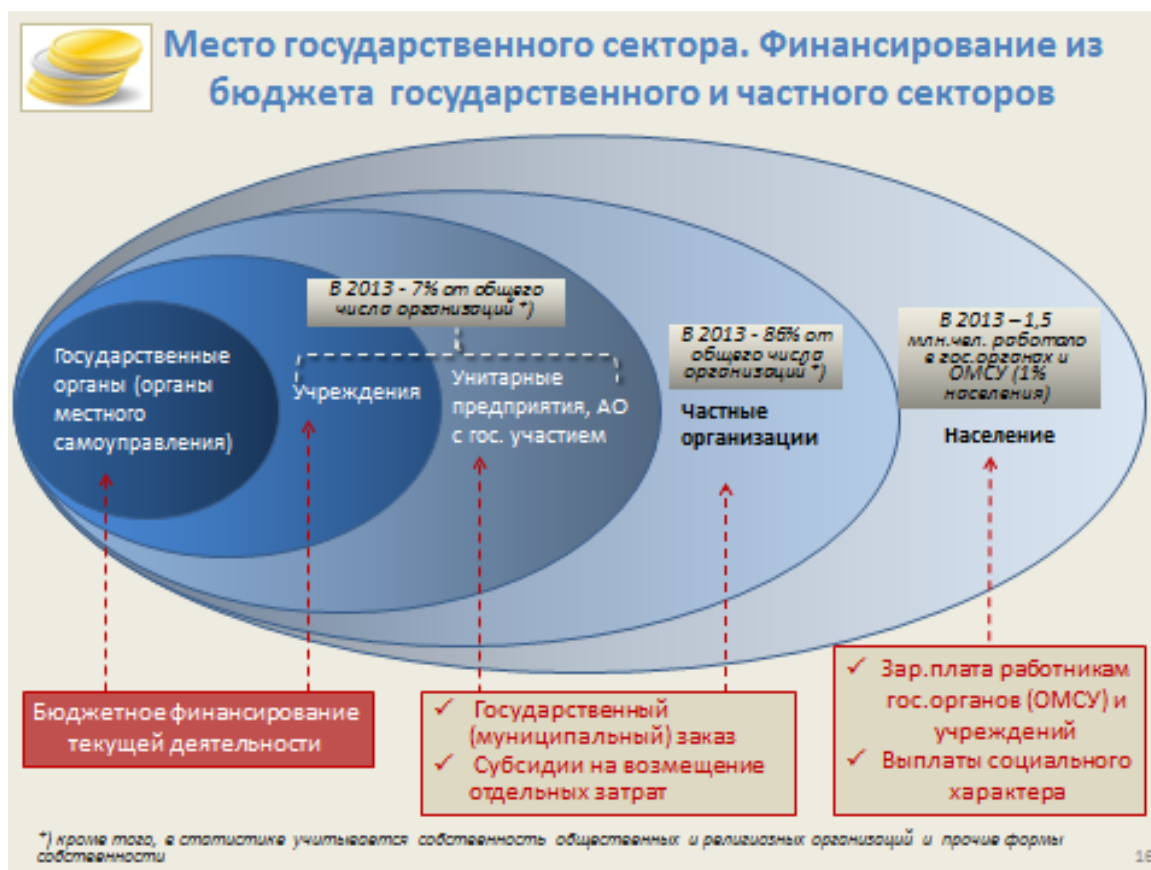 Место государственного сектора. Финансирование из
бюджета государственного и частного секторов
В 2013 - 7% от общего
числа организаций *)
В 2013 - 86% от
общего числа
организаций *)
В 2013 – 1,5
млн.чел. работало
в гос.органах и
ОМСУ (1%
населения)
Государственные
органы (органы
местного
самоуправления)
Учреждения
Унитарные
предприятия, АО
с гос. участием
Частные
организации
Население
Бюджетное финансирование
текущей деятельности
✓ Государственный
(муниципальный) заказ
✓ Субсидии на возмещение
отдельных затрат
✓ Зар.плата работникам
гос.органов (ОМСУ) и
учреждений
✓ Выплаты социального
характера
*) кроме того, в статистике учитывается собственность общественных и религиозных организаций и прочие формы
собственности
16